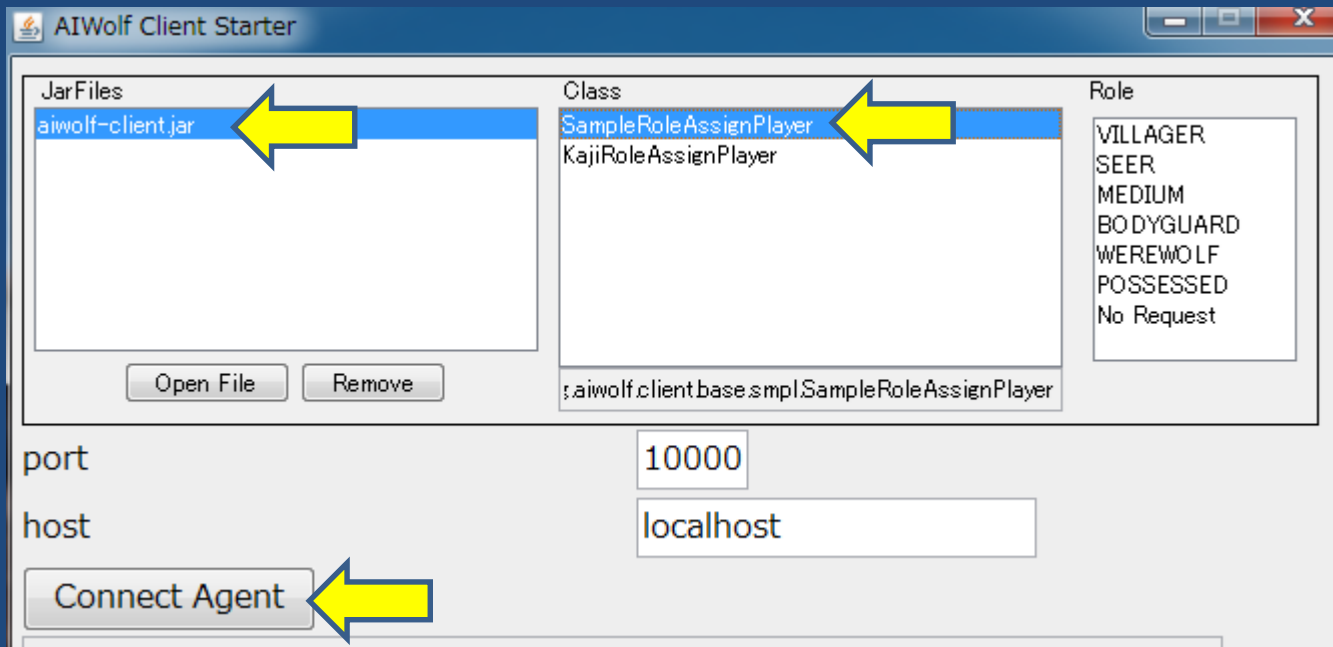 AIWolf Client Starter
JarFiles
aiwolf-client.jar
Open File
Remove
Class
SampleRoleAssignPlayer
KajiRoleAssignPlayer
g.aiwolf.client.base.smpl.SampleRoleAssignPlayer
Role
VILLAGER
SEER
MEDIUM
BODYGUARD
WEREWOLF
POSSESSED
No Request
port
10000
host
localhost
Connect Agent